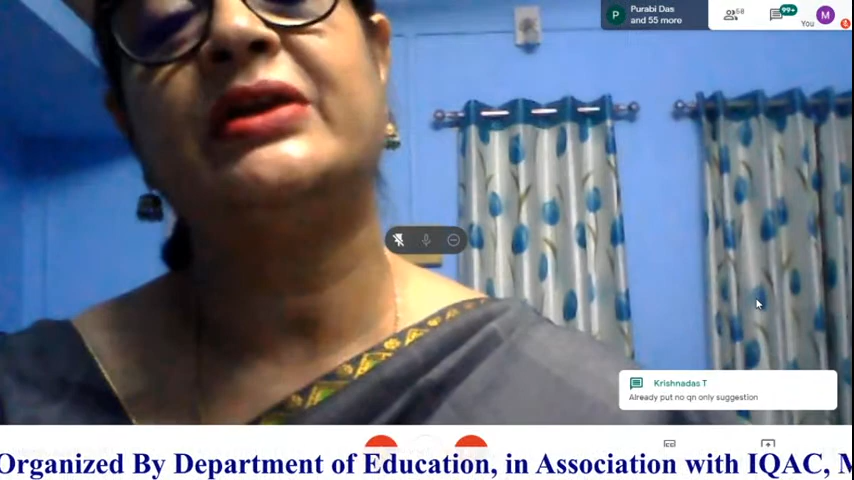 P
Purabi Das
and 55 more
58
99+
M
You
Krishnadas T
Already put no qn only suggestion
Organized By Department of Education, in Association with IQAC, M